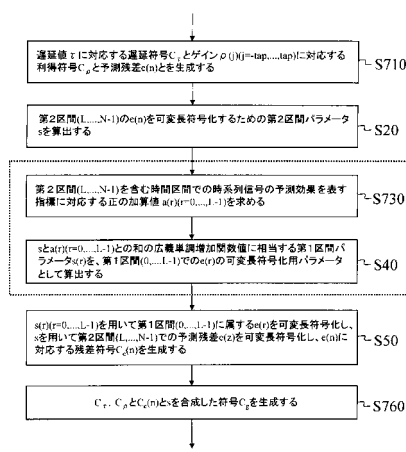 遅延値τに対応する遅延符号Cτとゲインρ(j)(j=-tap,...,tap)に対応する
利得符号Cρと予測残差e(n)とを生成する
S710
第2区間(L,...,N-1)のe(n)を可変長符号化するための第2区間パラメータ
sを算出する
S20
第2区間(L,...,N-1)を含む時間区間での時系列信号の予測効果を表す
指標に対応する正の加算値 a(r)(r=0,...,L-1)を求める
S730
sとa(r)(r=0,...,L-1)との和の広義単調増加関数値に相当する第1区間パ
ラメータs(r)を、第1区間(0,...,L-1)でのe(r)の可変長符号化用パラメータ
として算出する
S40
s(r)(r=0,...,L-1)を用いて第1区間(0,...,L-1)に属するe(r)を可変長符号化し、
sを用いて第2区間(L,...,N-1)での予測残差e(z)を可変長符号化し、e(n)に
対応する残差符号Ce(n)を生成する
S50
Cτ、CρとCe(n)とsを合成した符号Cgを生成する
S760